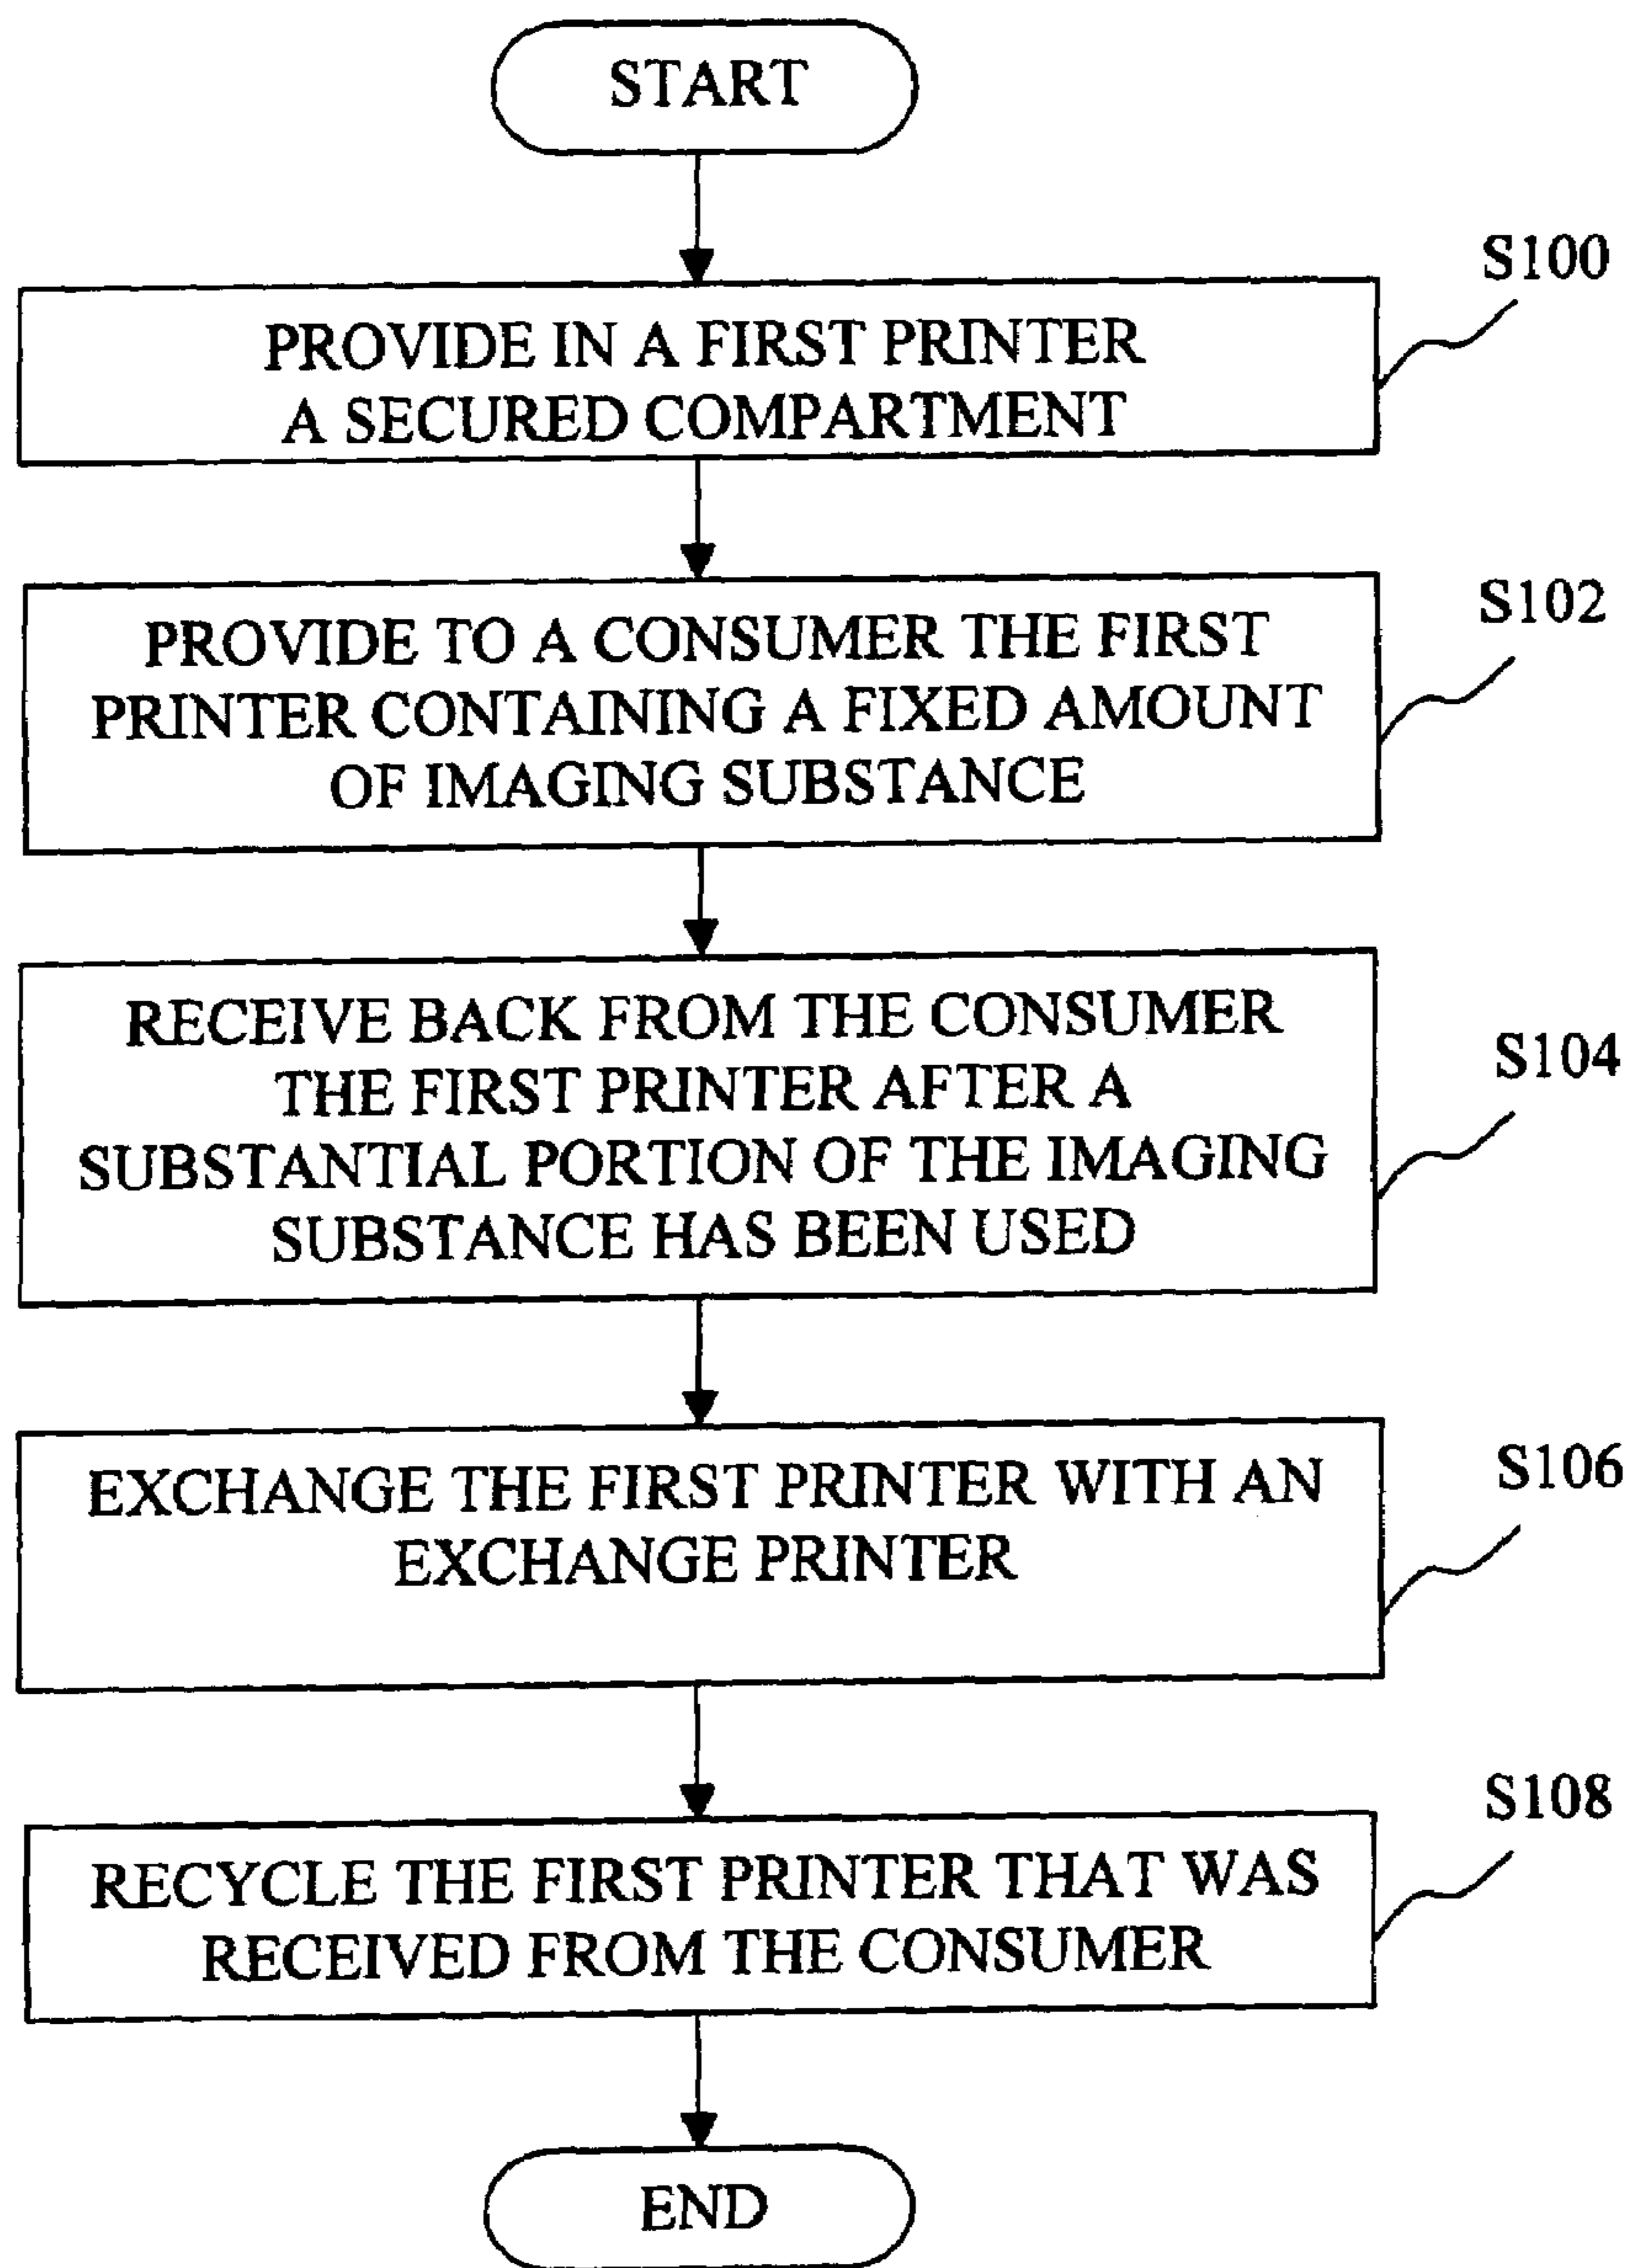 START
S100
PROVIDE IN A FIRST PRINTER
A SECURED COMPARTMENT
S102
PROVIDE TO A CONSUMER THE FIRST
PRINTER CONTAINING A FIXED AMOUNT
OF IMAGING SUBSTANCE
S104
RECEIVE BACK FROM THE CONSUMER
THE FIRST PRINTER AFTER A
SUBSTANTIAL PORTION OF THE IMAGING
SUBSTANCE HAS BEEN USED
S106
EXCHANGE THE FIRST PRINTER WITH AN
EXCHANGE PRINTER
S108
RECYCLE THE FIRST PRINTER THAT WAS
RECEIVED FROM THE CONSUMER
END